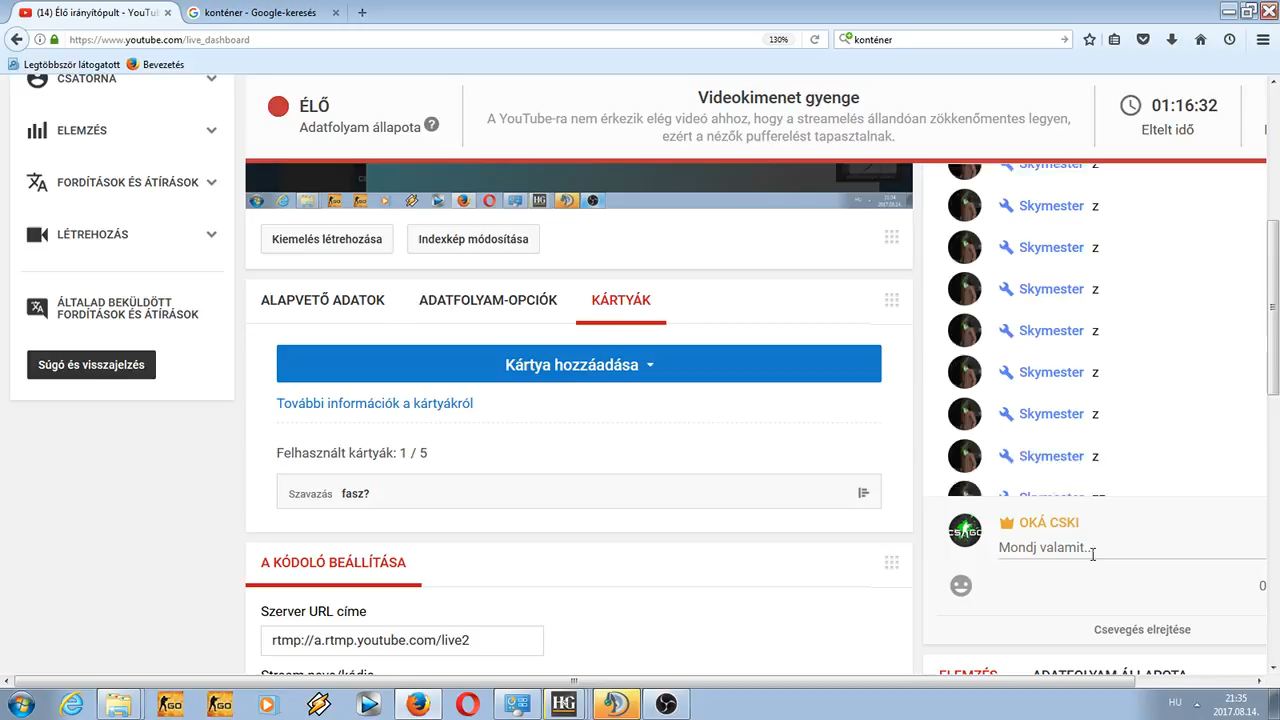 (14) Élő irányítópult - YouTu
konténer - Google-keresés
https://www.youtube.com/live_dashboard
130%
konténer
Legtöbbször látogatott
Bevezetés
CSATORNA
ELEMZÉS
FORDÍTÁSOK ÉS ÁTÍRÁSOK
LÉTREHOZÁS
ÁLTALAD BEKÜLDÖTT
FORDÍTÁSOK ÉS ÁTÍRÁSOK
Súgó és visszajelzés
ÉLŐ
Adatfolyam állapota
Videokimenet gyenge
A YouTube-ra nem érkezik elég videó ahhoz, hogy a streamelés állandóan zökkenőmentes legyen,
ezért a nézők pufferelést tapasztalnak.
01:16:32
Eltelt idő
Kiemelés létrehozása
Indexkép módosítása
ALAPVETŐ ADATOK
ADATFOLYAM-OPCIÓK
KÁRTYÁK
Kártya hozzáadása
További információk a kártyákról
Felhasznált kártyák: 1 / 5
Szavazás fasz?
A KÓDOLÓ BEÁLLÍTÁSA
Szerver URL címe
rtmp://a.rtmp.youtube.com/live2
Skymester z
Skymester z
Skymester z
Skymester z
Skymester z
Skymester z
Skymester z
Skymester z
CS:GO
OKÁ CSKI
Mondj valamit...
0
Csevegés elrejtése
ELEMZÉS
ADATFOLYAM ÁLLAPOTA
HU
21:35
2017.08.14.